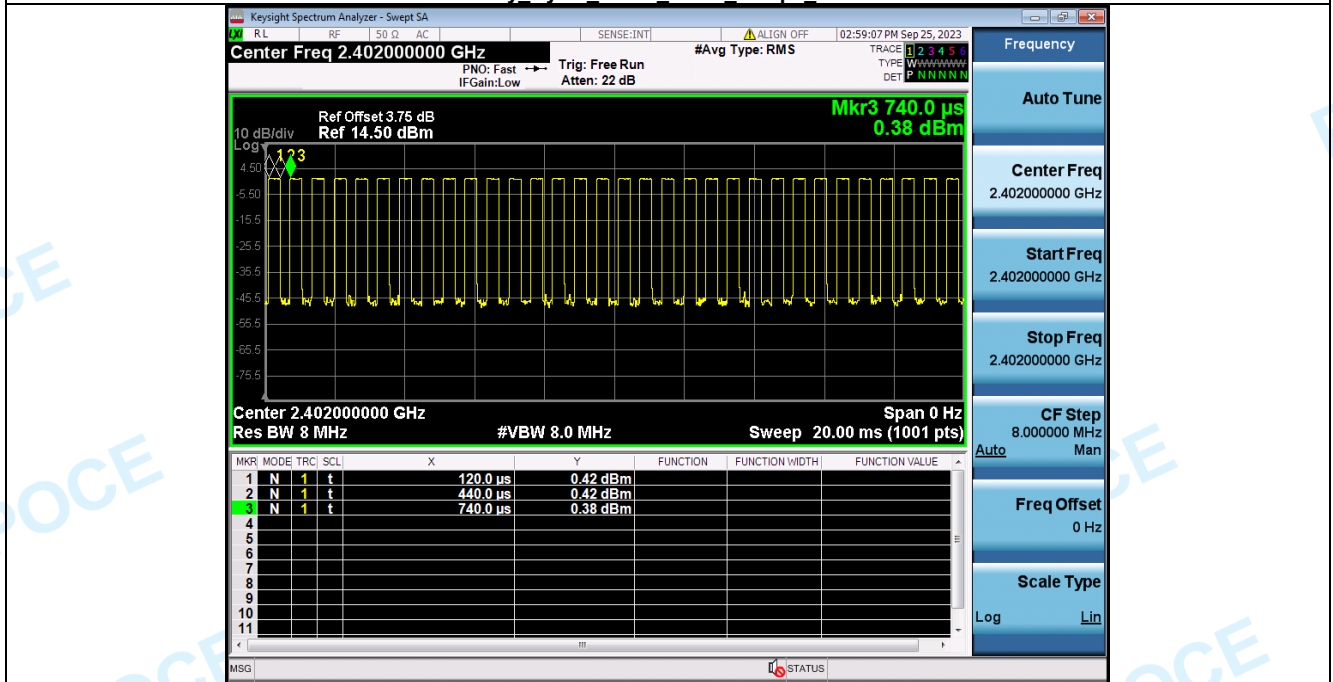 Keysight Spectrum Analyzer - Swept SA
LXI RL RF 50 Ω AC SENSE:INT ALIGN OFF 02:59:07 PM Sep 25, 2023
Center Freq 2.402000000 GHz #Avg Type: RMS TRACE 1 2 3 4 5 6
PNO: Fast Trig: Free Run TYPE WWWWWW
IFGain:Low Atten: 22 dB DET P N N N N N
Mkr3 740.0 µs
Ref Offset 3.75 dB
10 dB/div Ref 14.50 dBm 0.38 dBm
Log
1 2 3
4.50
-5.50
-15.5
-25.5
-35.5
-45.5
-55.5
-65.5
-75.5
Center 2.402000000 GHz Span 0 Hz
Res BW 8 MHz #VBW 8.0 MHz Sweep 20.00 ms (1001 pts)
MKR MODE TRC SCL X Y FUNCTION FUNCTION WIDTH FUNCTION VALUE
1 N 1 t 120.0 µs 0.42 dBm
2 N 1 t 440.0 µs 0.42 dBm
3 N 1 t 740.0 µs 0.38 dBm
4
5
6
7
8
9
10
11
MSG STATUS
Frequency
Auto Tune
Center Freq
2.402000000 GHz
Start Freq
2.402000000 GHz
Stop Freq
2.402000000 GHz
CF Step
8.000000 MHz
Auto Man
Freq Offset
0 Hz
Scale Type
Log Lin